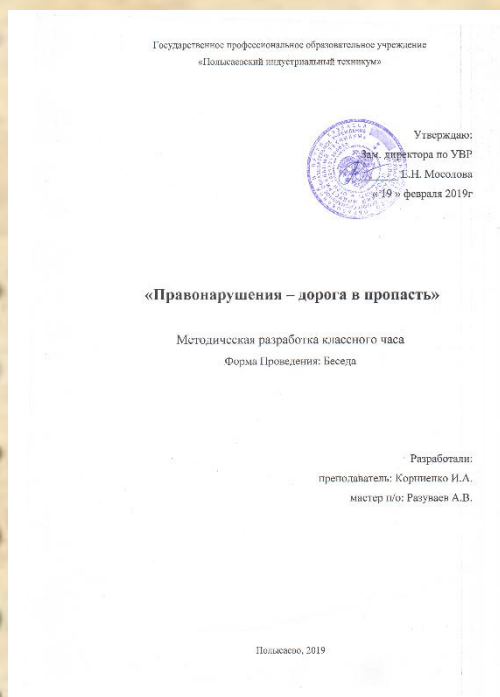 Государственное профессиональное образовательное учреждение
«Полысаевский индустриальный техникум»
Утверждаю:
Зам. директора по УВР
Е.Н. Мосолова
« 19 » февраля 2019г
«Правонарушения – дорога в пропасть»
Методическая разработка классного часа
Форма Проведения: Беседа
Разработали:
преподаватель: Корниенко И.А.
мастер п/о: Разуваев А.В.
Полысаево, 2019